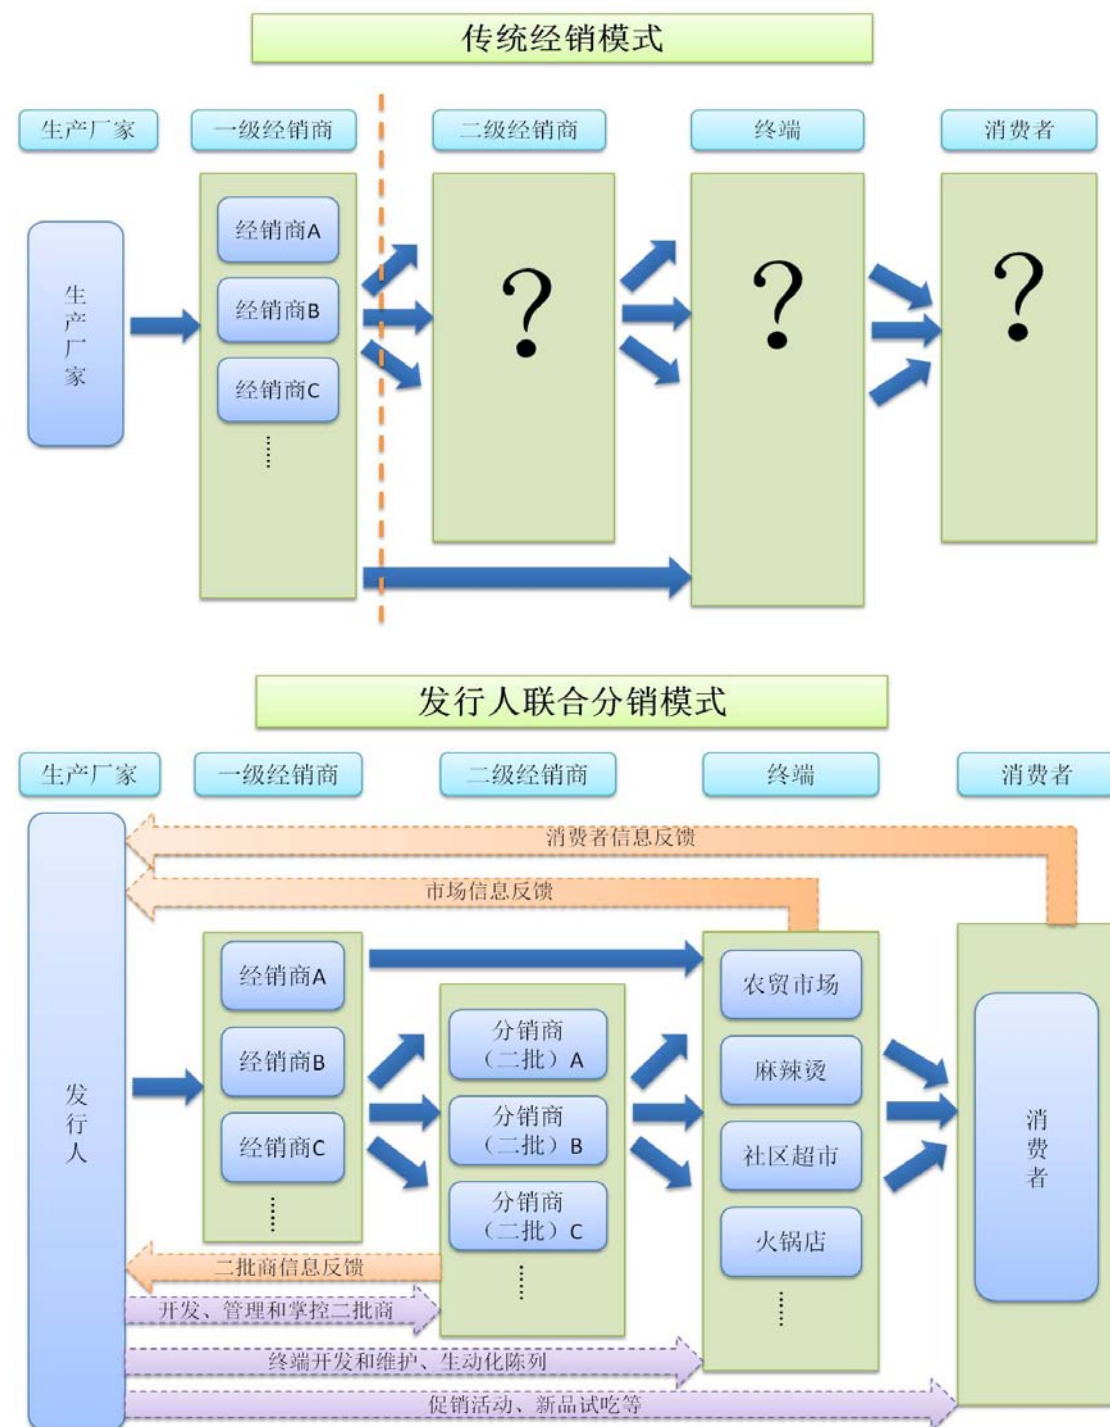 传统经销模式
生产厂家
一级经销商
二级经销商
终端
消费者
生产厂家
经销商A
经销商B
经销商C
……
?
?
?
发行人联合分销模式
生产厂家
一级经销商
二级经销商
终端
消费者
消费者信息反馈
市场信息反馈
发行人
经销商A
经销商B
经销商C
……
分销商
（二批）A
分销商
（二批）B
分销商
（二批）C
……
农贸市场
麻辣烫
社区超市
火锅店
……
消费者
二批商信息反馈
开发、管理和掌控二批商
终端开发和维护、生动化陈列
促销活动、新品试吃等